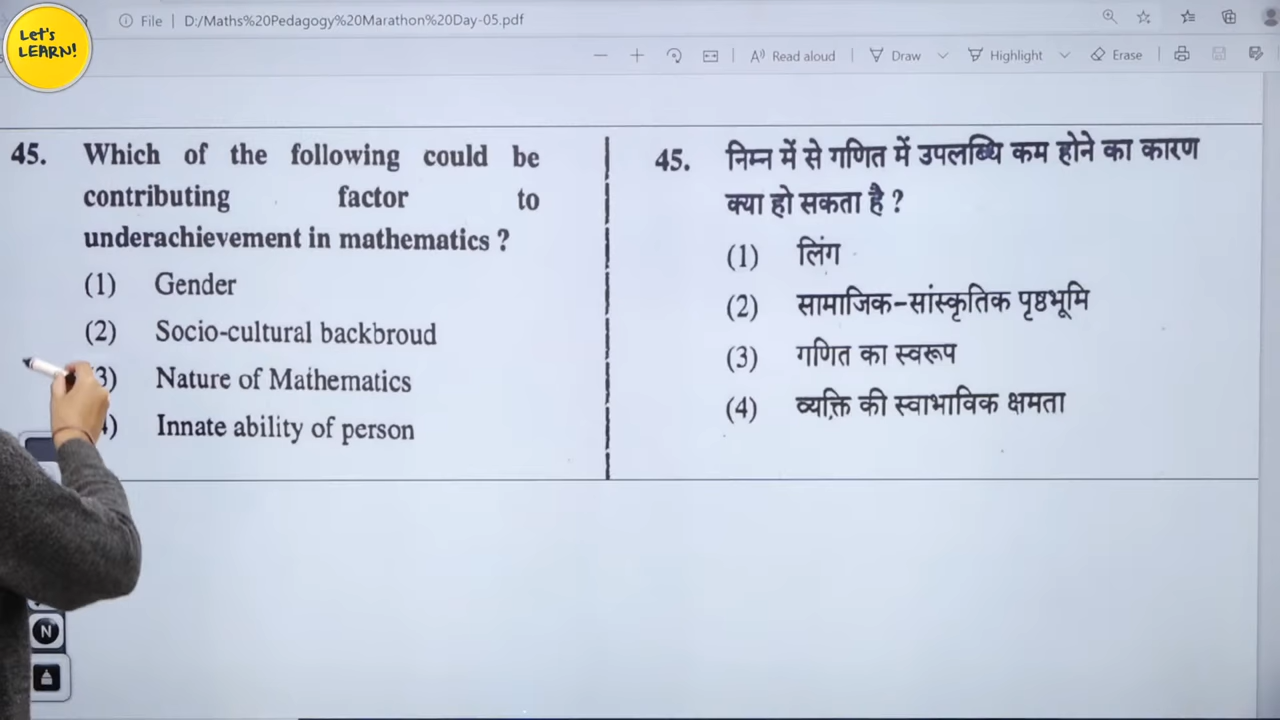 Let's
LEARN!
File | D:/Maths%20Pedagogy%20Marathon%20Day-05.pdf
Read aloud
Draw
Highlight
Erase
45. Which of the following could be
contributing factor to
underachievement in mathematics ?
(1) Gender
(2) Socio-cultural backbroud
3) Nature of Mathematics
) Innate ability of person
45. निम्न में से गणित में उपलब्धि कम होने का कारण
क्या हो सकता है ?
(1) लिंग
(2) सामाजिक-सांस्कृतिक पृष्ठभूमि
(3) गणित का स्वरूप
(4) व्यक्ति की स्वाभाविक क्षमता
N